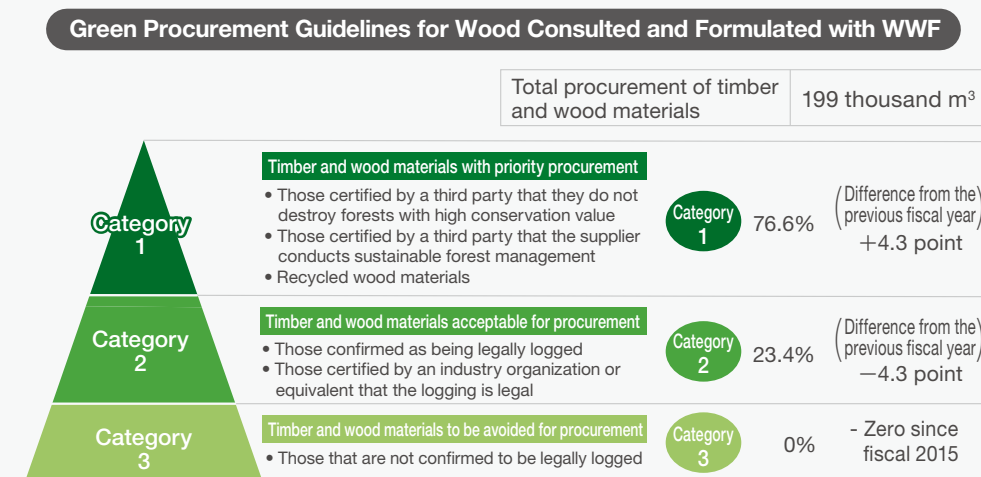 Green Procurement Guidelines for Wood Consulted and Formulated with WWF
Total procurement of timber
and wood materials
199 thousand m³
Category
1
Timber and wood materials with priority procurement
• Those certified by a third party that they do not
destroy forests with high conservation value
• Those certified by a third party that the supplier
conducts sustainable forest management
• Recycled wood materials
Category
1
76.6%
(Difference from the
previous fiscal year)
+4.3 point
Category
2
Timber and wood materials acceptable for procurement
• Those confirmed as being legally logged
• Those certified by an industry organization or
equivalent that the logging is legal
Category
2
23.4%
(Difference from the
previous fiscal year)
−4.3 point
Category
3
Timber and wood materials to be avoided for procurement
• Those that are not confirmed to be legally logged
Category
3
0%
- Zero since
fiscal 2015